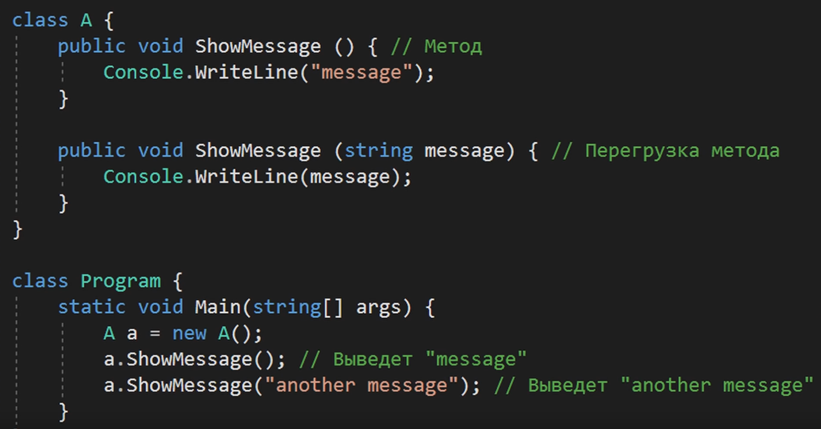 class A {
    public void ShowMessage () { // Метод
        Console.WriteLine("message");
    }
    public void ShowMessage (string message) { // Перегрузка метода
        Console.WriteLine(message);
    }
}
class Program {
    static void Main(string[] args) {
        A a = new A();
        a.ShowMessage(); // Выведет "message"
        a.ShowMessage("another message"); // Выведет "another message"
    }